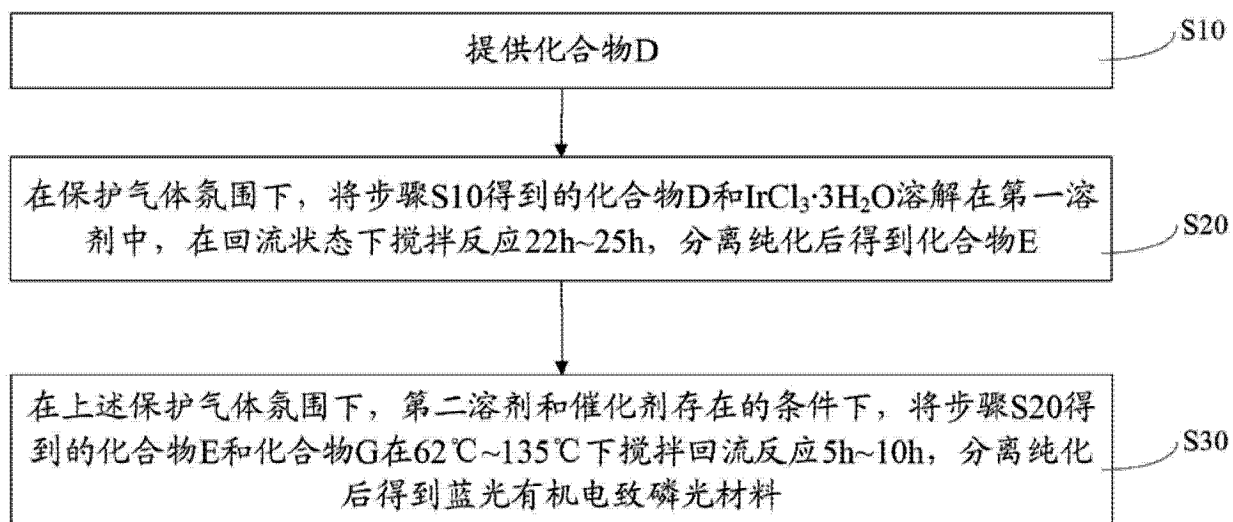 提供化合物D
S10
在保护气体氛围下，将步骤S10得到的化合物D和IrCl₃·3H₂O溶解在第一溶
剂中，在回流状态下搅拌反应22h~25h，分离纯化后得到化合物E
S20
在上述保护气体氛围下，第二溶剂和催化剂存在的条件下，将步骤S20得
到的化合物E和化合物G在62℃~135℃下搅拌回流反应5h~10h，分离纯化
后得到蓝光有机电致磷光材料
S30